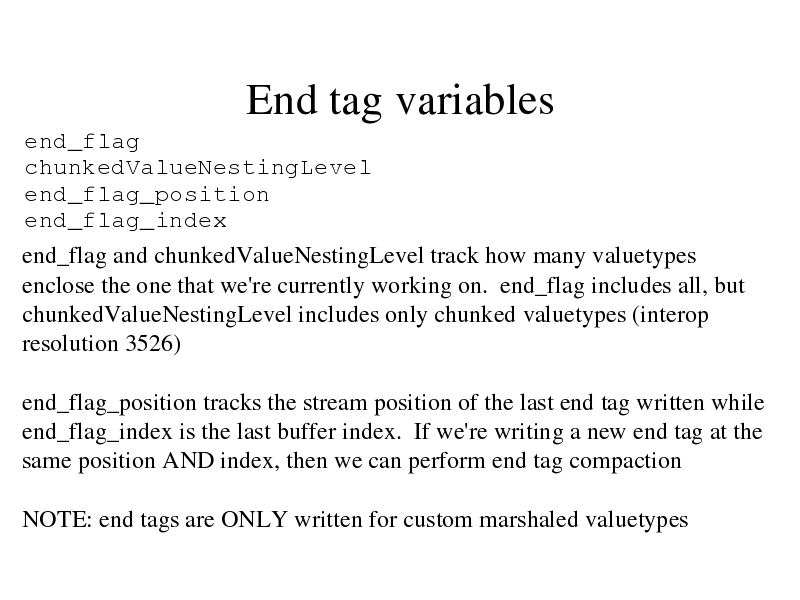 End tag variables
end_flag
chunkedValueNestingLevel
end_flag_position
end_flag_index
end_flag and chunkedValueNestingLevel track how many valuetypes
enclose the one that we're currently working on.  end_flag includes all, but
chunkedValueNestingLevel includes only chunked valuetypes (interop
resolution 3526)
end_flag_position tracks the stream position of the last end tag written while
end_flag_index is the last buffer index.  If we're writing a new end tag at the
same position AND index, then we can perform end tag compaction
NOTE: end tags are ONLY written for custom marshaled valuetypes